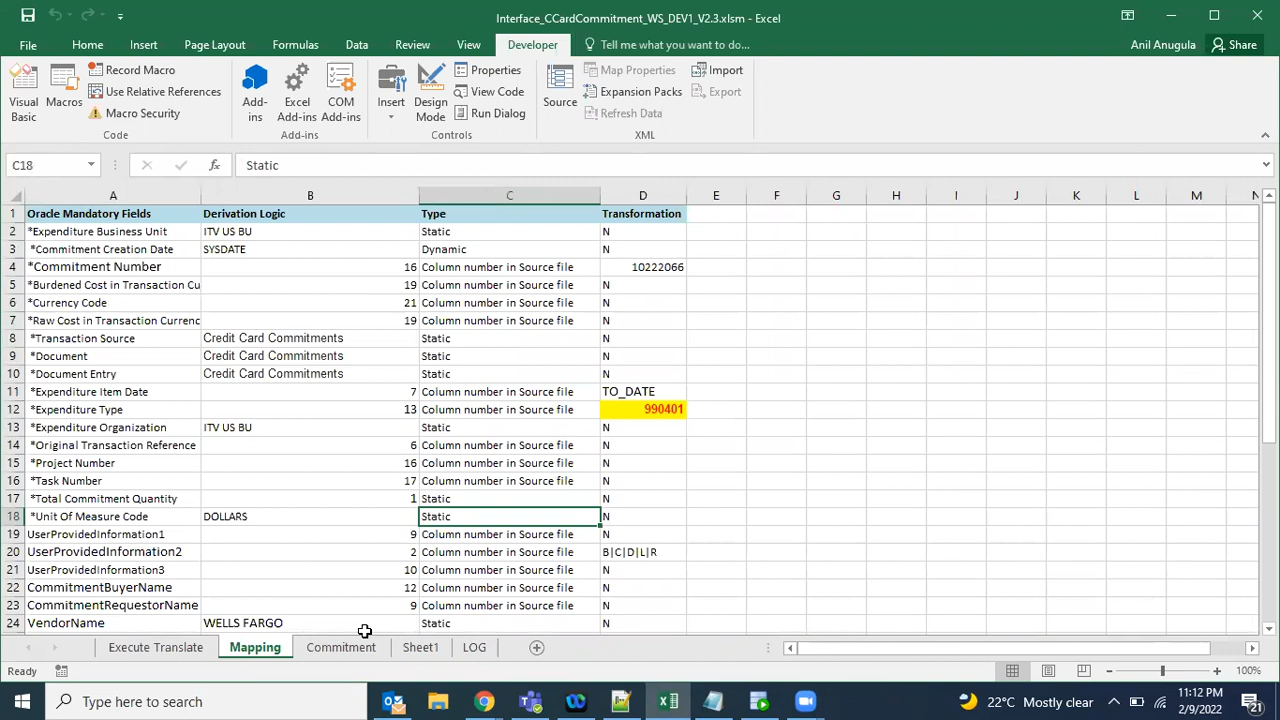 Interface_CCardCommitment_WS_DEV1_V2.3.xlsm - Excel
File Home Insert Page Layout Formulas Data Review View Developer Tell me what you want to do... Anil Anugula Share
Visual Basic
Macros
Record Macro
Use Relative References
Macro Security
Code
Add-ins
Excel Add-ins
COM Add-ins
Add-ins
Insert
Design Mode
Properties
View Code
Run Dialog
Controls
Source
Map Properties
Expansion Packs
Refresh Data
Import
Export
XML
C18 fx Static
A B C D E F G H I J K L M N
1 Oracle Mandatory Fields Derivation Logic Type Transformation
2 *Expenditure Business Unit ITV US BU Static N
3 *Commitment Creation Date SYSDATE Dynamic N
4 *Commitment Number 16 Column number in Source file 10222066
5 *Burdened Cost in Transaction Cu 19 Column number in Source file N
6 *Currency Code 21 Column number in Source file N
7 *Raw Cost in Transaction Currenc 19 Column number in Source file N
8 *Transaction Source Credit Card Commitments Static N
9 *Document Credit Card Commitments Static N
10 *Document Entry Credit Card Commitments Static N
11 *Expenditure Item Date 7 Column number in Source file TO_DATE
12 *Expenditure Type 13 Column number in Source file 990401
13 *Expenditure Organization ITV US BU Static N
14 *Original Transaction Reference 6 Column number in Source file N
15 *Project Number 16 Column number in Source file N
16 *Task Number 17 Column number in Source file N
17 *Total Commitment Quantity 1 Static N
18 *Unit Of Measure Code DOLLARS Static N
19 UserProvidedInformation1 9 Column number in Source file N
20 UserProvidedInformation2 2 Column number in Source file B|C|D|L|R
21 UserProvidedInformation3 10 Column number in Source file N
22 CommitmentBuyerName 12 Column number in Source file N
23 CommitmentRequestorName 9 Column number in Source file N
24 VendorName WELLS FARGO Static N
Execute Translate Mapping Commitment Sheet1 LOG
Ready 100%
Type here to search 22°C Mostly clear 11:12 PM
2/9/2022 21